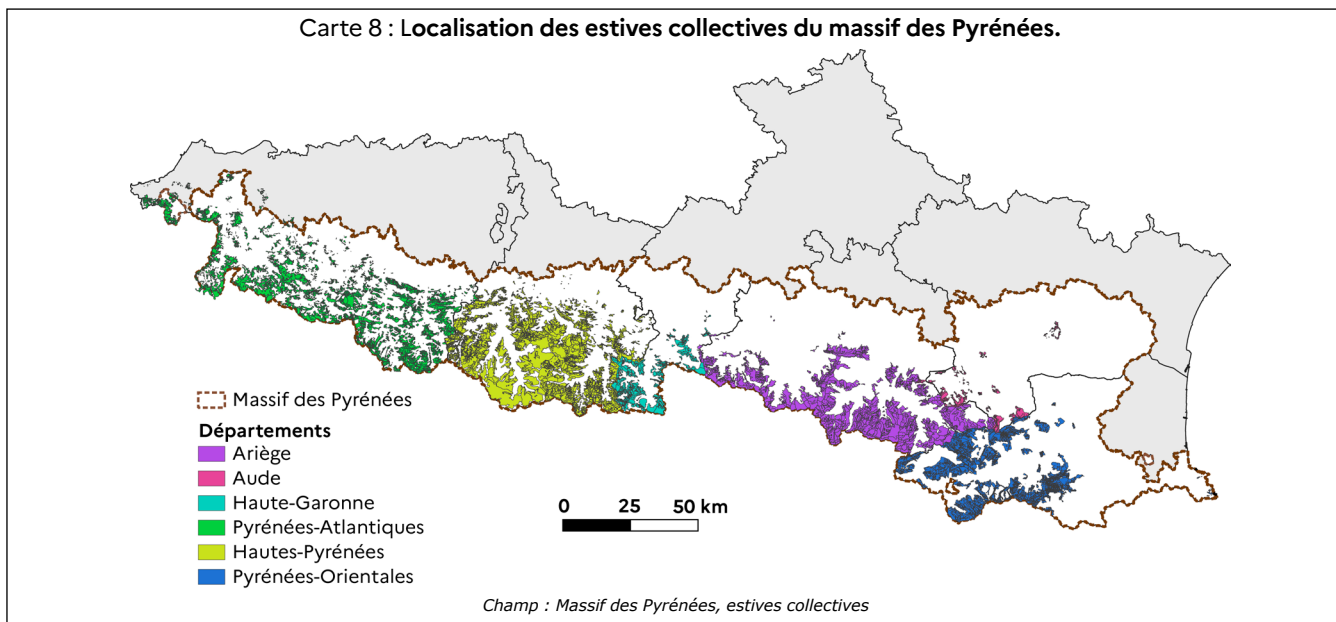 Carte 8 : Localisation des estives collectives du massif des Pyrénées.
Massif des Pyrénées
Départements
Ariège
Aude
Haute-Garonne
Pyrénées-Atlantiques
Hautes-Pyrénées
Pyrénées-Orientales
0 25 50 km
Champ : Massif des Pyrénées, estives collectives